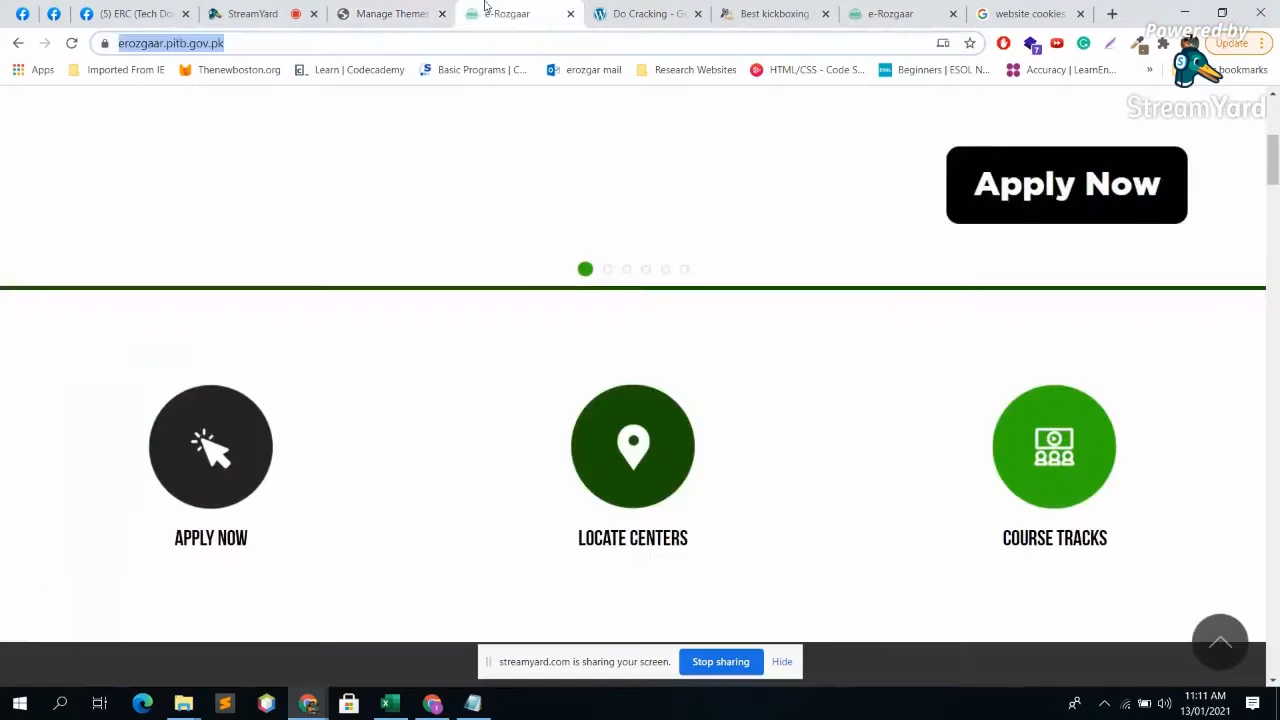 (5) ERC (Tech Do
StreamYard
Manage Themes
e-Rozgaar
Do Cracking - G
Best kickboxing
e-Rozgaar
website cookies
erozgaar.pitb.gov.pk
7
Update
Powered by
StreamYard
Apps
Imported From IE
Thenewboston.org
Learn | Codecademy
Basic Programs | C...
erozgar mail
Research Websites
HTML/CSS - Code S...
Beginners | ESOL N...
Accuracy | LearnEn...
»
bookmarks
Apply Now
APPLY NOW
LOCATE CENTERS
COURSE TRACKS
streamyard.com is sharing your screen.
Stop sharing
Hide
11:11 AM
13/01/2021